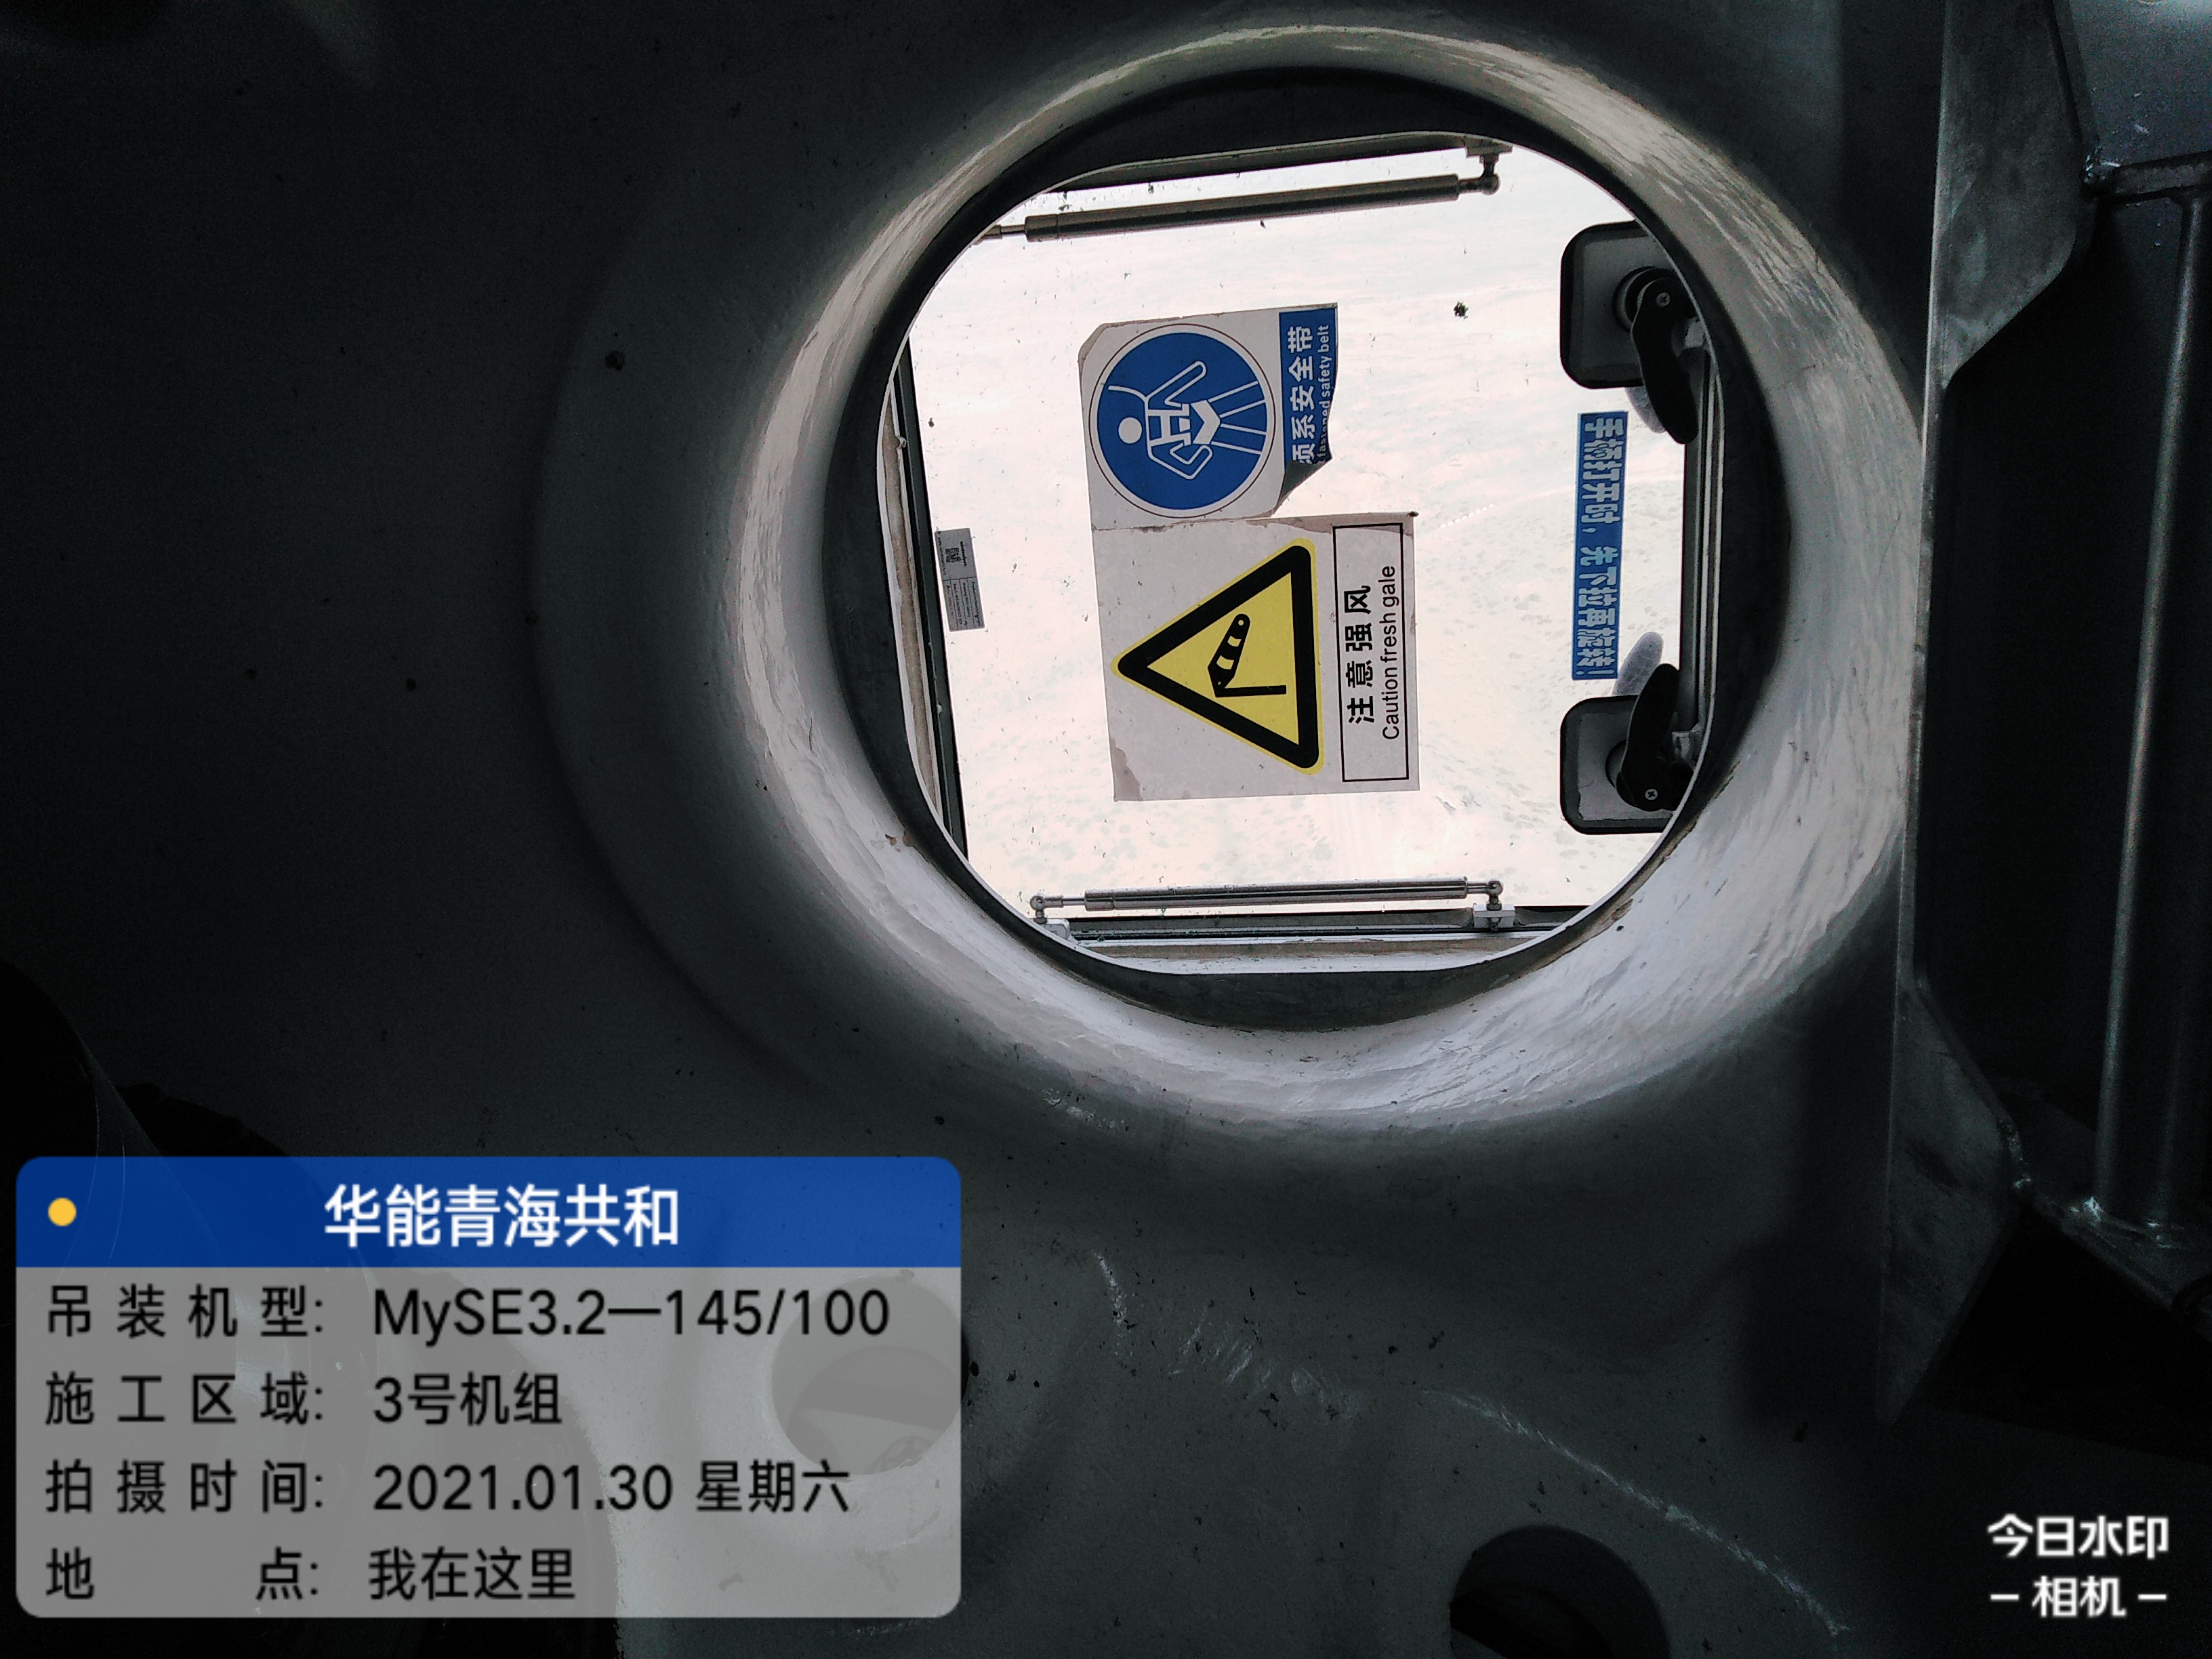 须系安全带
fastened safety belt
注意强风
Caution fresh gale
手柄打开时，先下拉再旋转！
华能青海共和
吊装机型： MySE3.2—145/100
施工区域： 3号机组
拍摄时间： 2021.01.30 星期六
地点： 我在这里
今日水印
－相机－